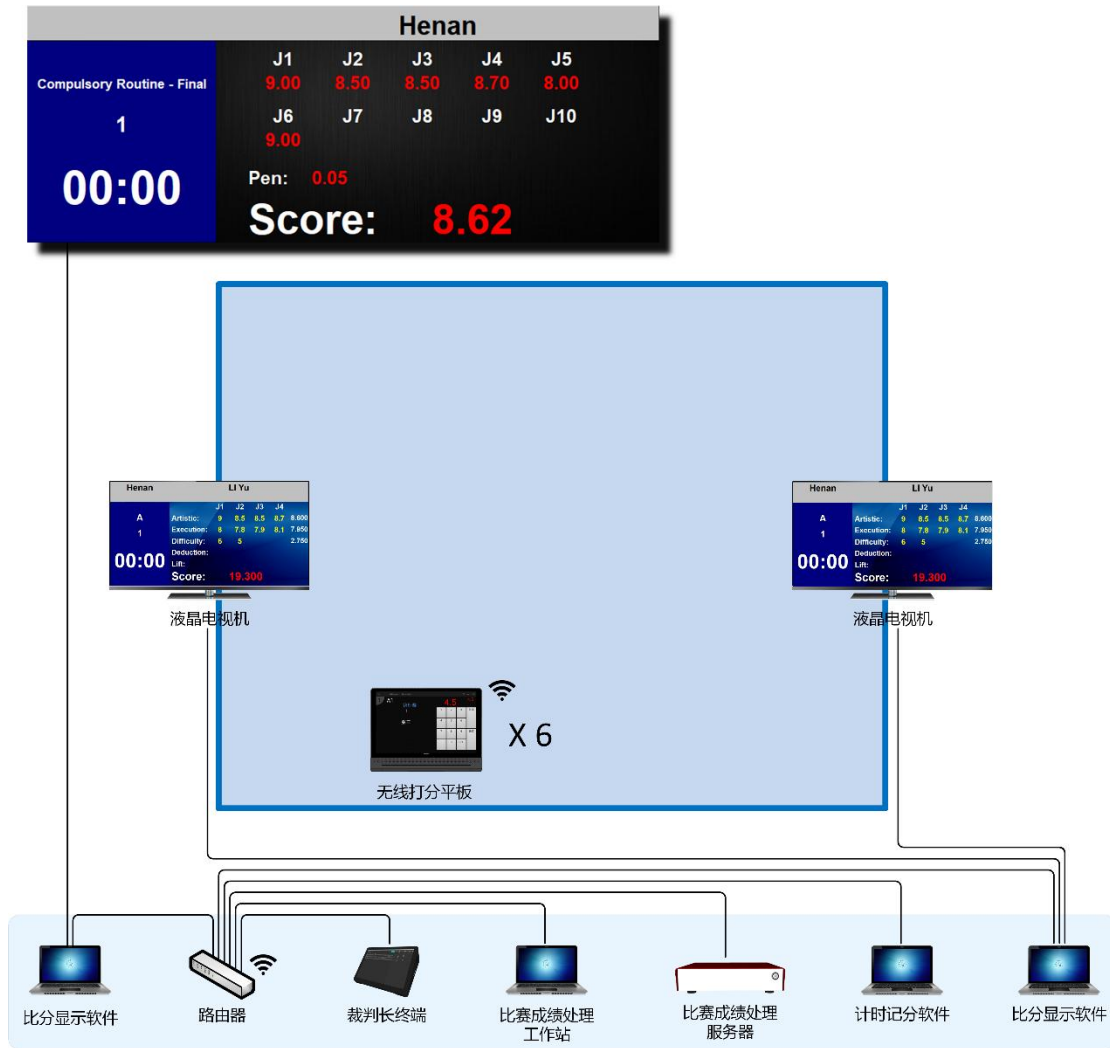 Henan
Compulsory Routine - Final
1
00:00
J1 J2 J3 J4 J5
9.00 8.50 8.50 8.70 8.00
J6 J7 J8 J9 J10
9.00
Pen: 0.05
Score: 8.62
Henan LI Yu
A
1
00:00
J1 J2 J3 J4
Artistic: 9 8.5 8.5 8.7 8.600
Execution: 8 7.8 7.9 8.1 7.950
Difficulty: 6 5 2.750
Deduction:
Lift:
Score: 19.300
液晶电视机
Henan LI Yu
A
1
00:00
J1 J2 J3 J4
Artistic: 9 8.5 8.5 8.7 8.600
Execution: 8 7.8 7.9 8.1 7.950
Difficulty: 6 5 2.750
Deduction:
Lift:
Score: 19.300
液晶电视机
4.5
X 6
无线打分平板
比分显示软件
路由器
裁判长终端
比赛成绩处理
工作站
比赛成绩处理
服务器
计时记分软件
比分显示软件